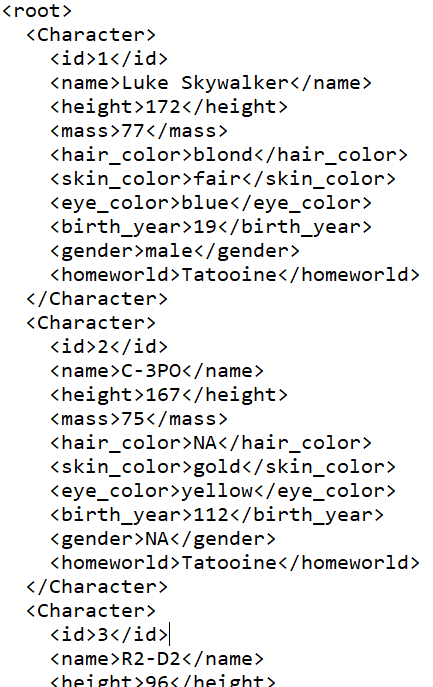 <root>
  <Character>
    <id>1</id>
    <name>Luke Skywalker</name>
    <height>172</height>
    <mass>77</mass>
    <hair_color>blond</hair_color>
    <skin_color>fair</skin_color>
    <eye_color>blue</eye_color>
    <birth_year>19</birth_year>
    <gender>male</gender>
    <homeworld>Tatooine</homeworld>
  </Character>
  <Character>
    <id>2</id>
    <name>C-3PO</name>
    <height>167</height>
    <mass>75</mass>
    <hair_color>NA</hair_color>
    <skin_color>gold</skin_color>
    <eye_color>yellow</eye_color>
    <birth_year>112</birth_year>
    <gender>NA</gender>
    <homeworld>Tatooine</homeworld>
  </Character>
  <Character>
    <id>3</id>
    <name>R2-D2</name>
    <height>96</height>